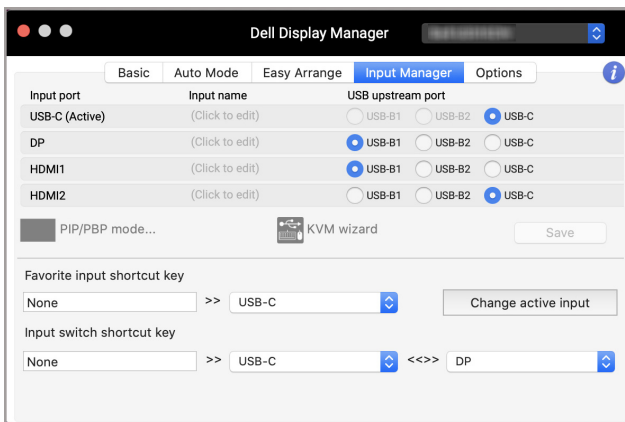 Dell Display Manager
Basic Auto Mode Easy Arrange Input Manager Options i
Input port Input name USB upstream port
USB-C (Active) (Click to edit) USB-B1 USB-B2 USB-C
DP (Click to edit) USB-B1 USB-B2 USB-C
HDMI1 (Click to edit) USB-B1 USB-B2 USB-C
HDMI2 (Click to edit) USB-B1 USB-B2 USB-C
PIP/PBP mode... KVM wizard Save
Favorite input shortcut key
None >> USB-C Change active input
Input switch shortcut key
None >> USB-C <<>> DP